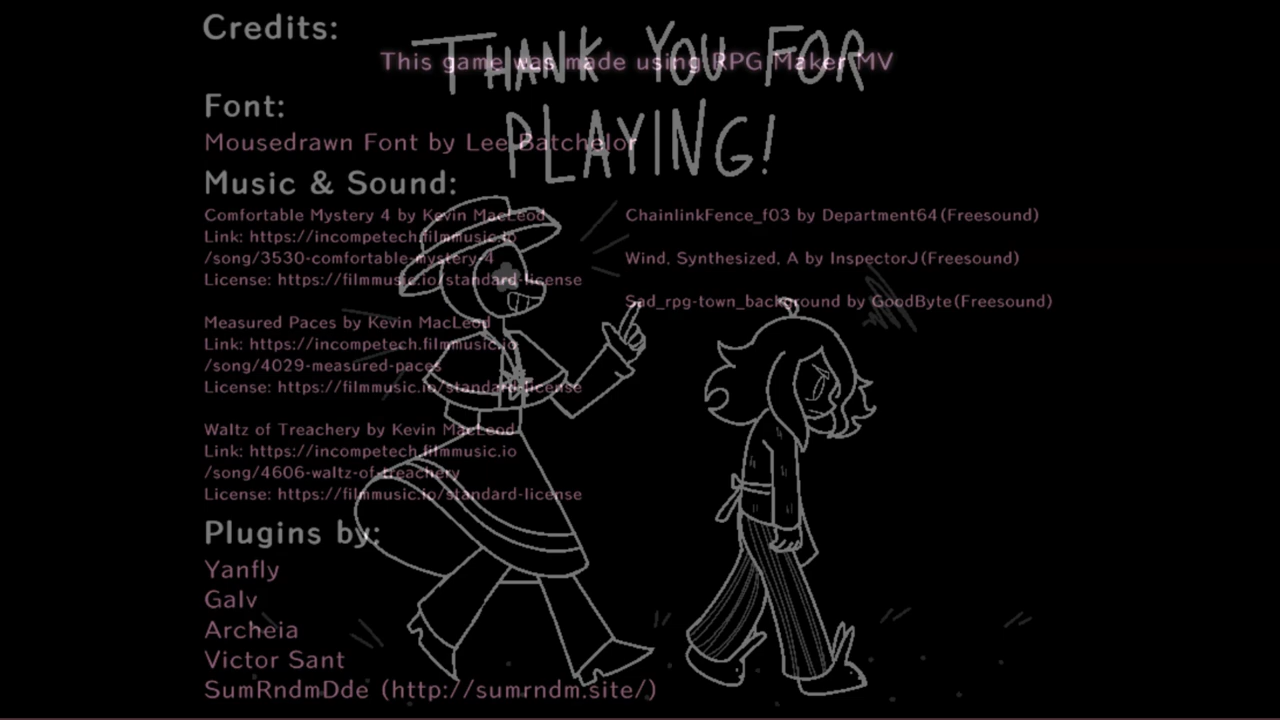 Credits:
THANK YOU FOR
PLAYING!
This game was made using RPG Maker MV
Font:
Mousedrawn Font by Lee Batchelor
Music & Sound:
Comfortable Mystery 4 by Kevin MacLeod
Link: https://incompetech.filmmusic.io
/song/3530-comfortable-mystery-4
License: https://filmmusic.io/standard-license
Measured Paces by Kevin MacLeod
Link: https://incompetech.filmmusic.io
/song/4029-measured-paces
License: https://filmmusic.io/standard-license
Waltz of Treachery by Kevin MacLeod
Link: https://incompetech.filmmusic.io
/song/4606-waltz-of-treachery
License: https://filmmusic.io/standard-license
ChainlinkFence_f03 by Department64(Freesound)
Wind, Synthesized, A by InspectorJ(Freesound)
Sad_rpg-town_background by GoodByte(Freesound)
Plugins by:
Yanfly
Galv
Archeia
Victor Sant
SumRndmDde (http://sumrndm.site/)